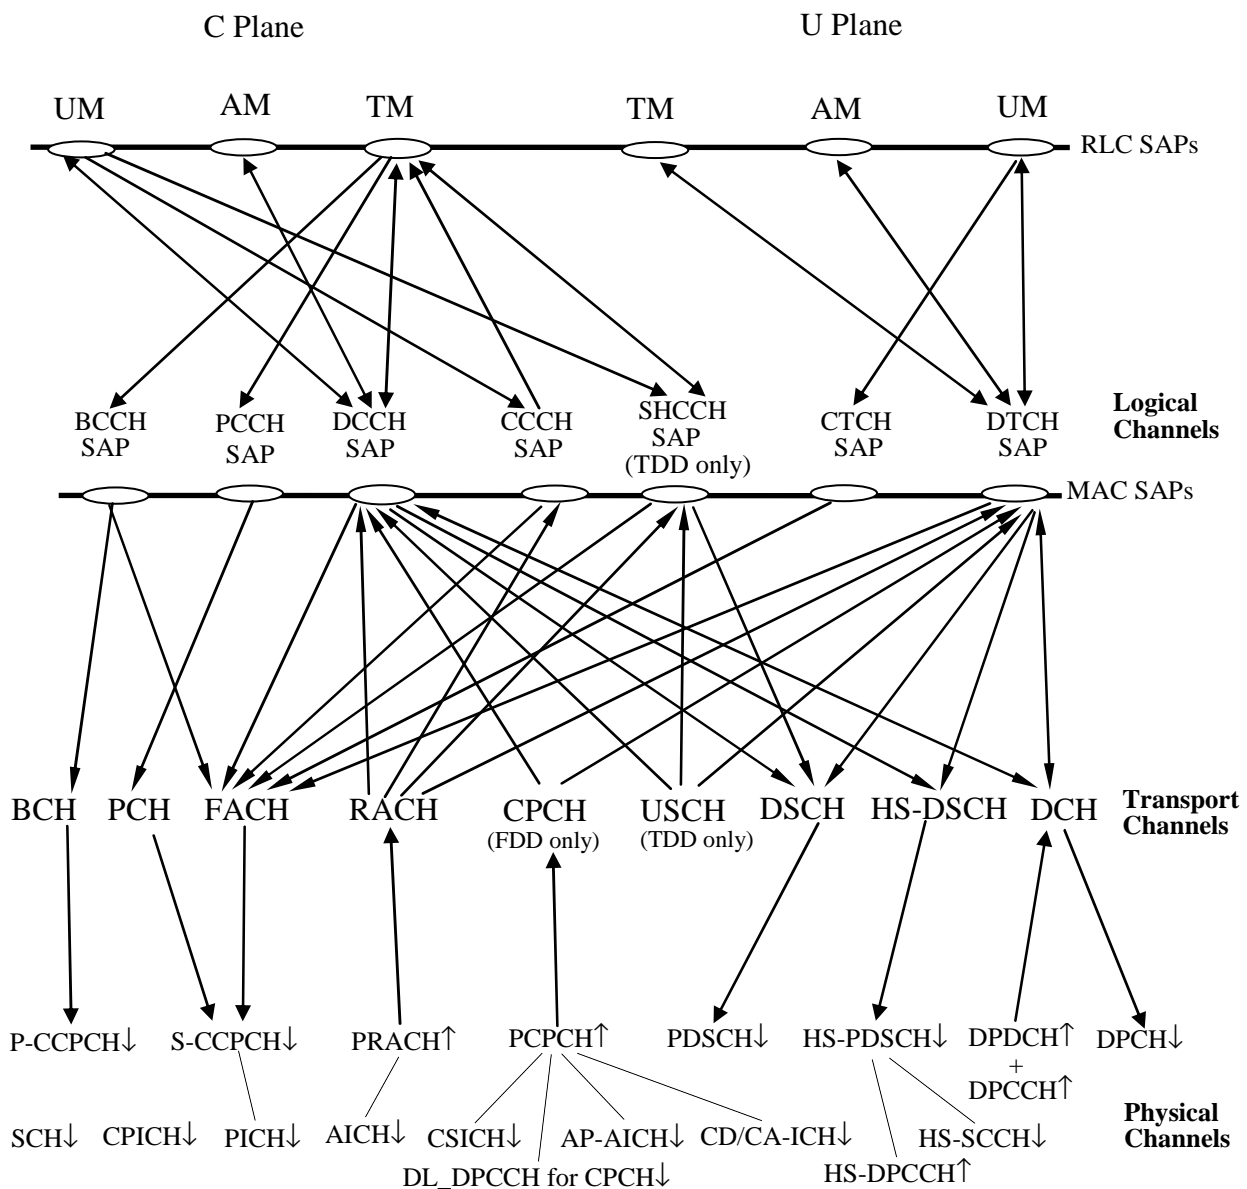 C Plane
U Plane
UM
AM
TM
TM
AM
UM
RLC SAPs
BCCH
SAP
PCCH
SAP
DCCH
SAP
CCCH
SAP
SHCCH
SAP
(TDD only)
CTCH
SAP
DTCH
SAP
Logical
Channels
MAC SAPs
BCH
PCH
FACH
RACH
CPCH
(FDD only)
USCH
(TDD only)
DSCH
HS-DSCH
DCH
Transport
Channels
P-CCPCH↓
S-CCPCH↓
PRACH↑
PCPCH↑
PDSCH↓
HS-PDSCH↓
DPDCH↑
+
DPCCH↑
DPCH↓
SCH↓
CPICH↓
PICH↓
AICH↓
CSICH↓
DL_DPCCH for CPCH↓
AP-AICH↓
CD/CA-ICH↓
HS-DPCCH↑
HS-SCCH↓
Physical
Channels